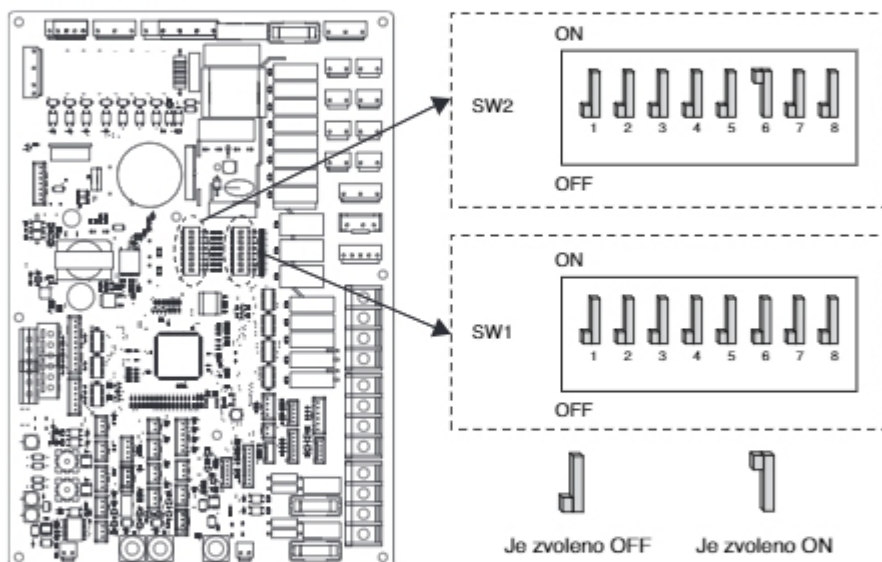 ON
SW2
1 2 3 4 5 6 7 8
OFF
ON
SW1
1 2 3 4 5 6 7 8
OFF
Je zvoleno OFF
Je zvoleno ON